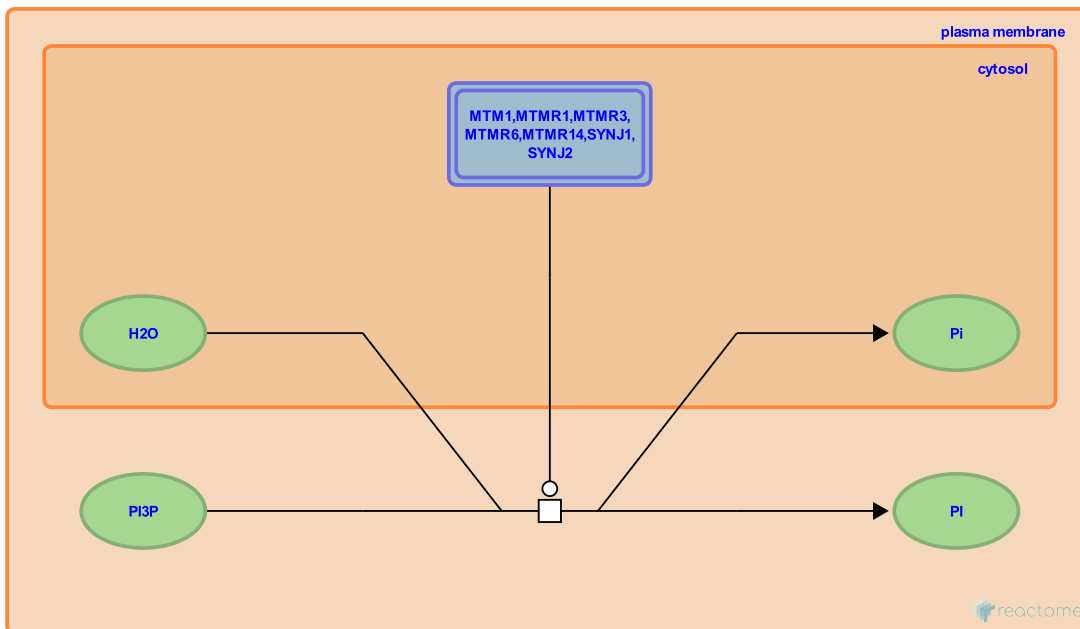 plasma membrane
cytosol
MTM1,MTMR1,MTMR3,
MTMR6,MTMR14,SYNJ1,
SYNJ2
H2O
Pi
PI3P
PI
reactome